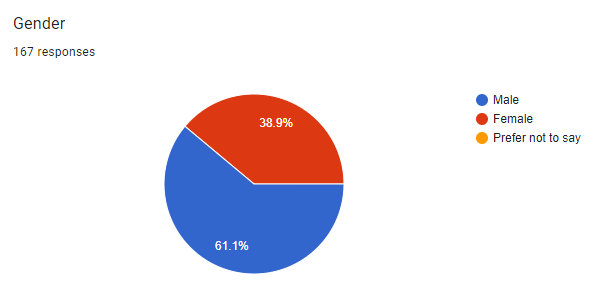 Gender
167 responses
38.9%
61.1%
Male
Female
Prefer not to say